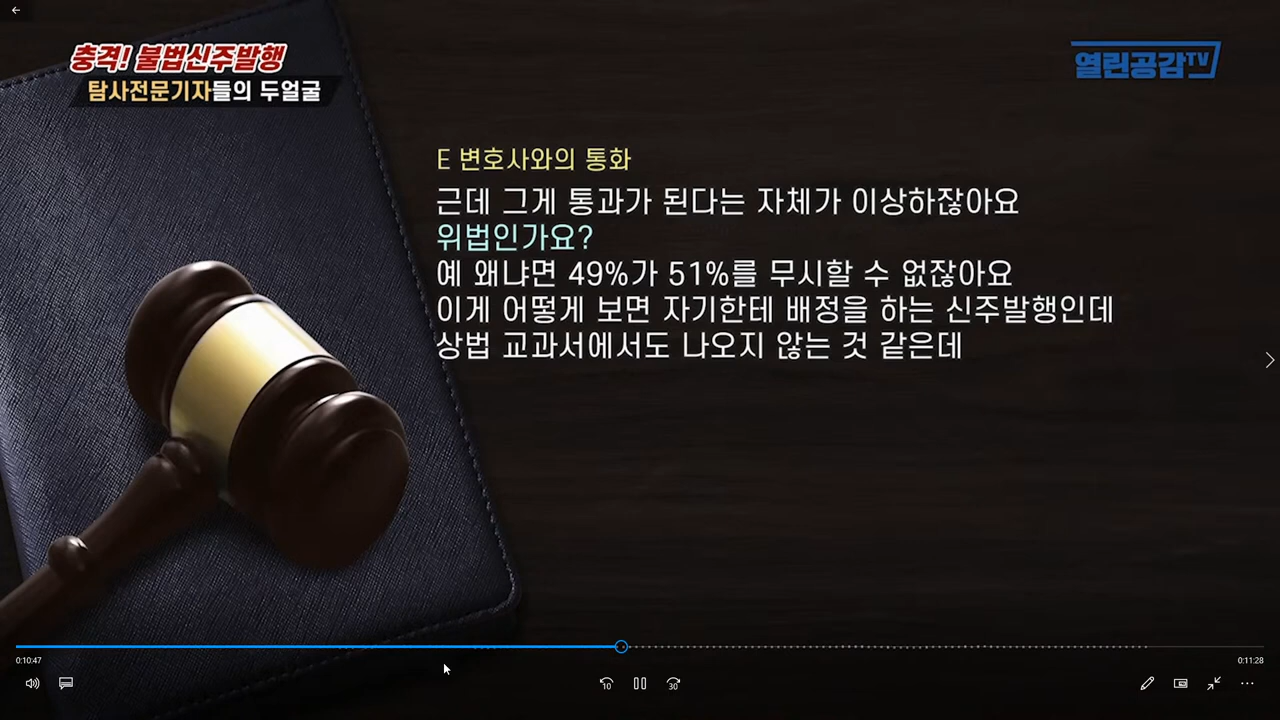 충격! 불법신주발행
탐사전문기자들의 두얼굴
열린공감TV
E 변호사와의 통화
근데 그게 통과가 된다는 자체가 이상하잖아요
위법인가요?
예 왜냐면 49%가 51%를 무시할 수 없잖아요
이게 어떻게 보면 자기한테 배정을 하는 신주발행인데
상법 교과서에서도 나오지 않는 것 같은데
0:10:47
0:11:28
10
30